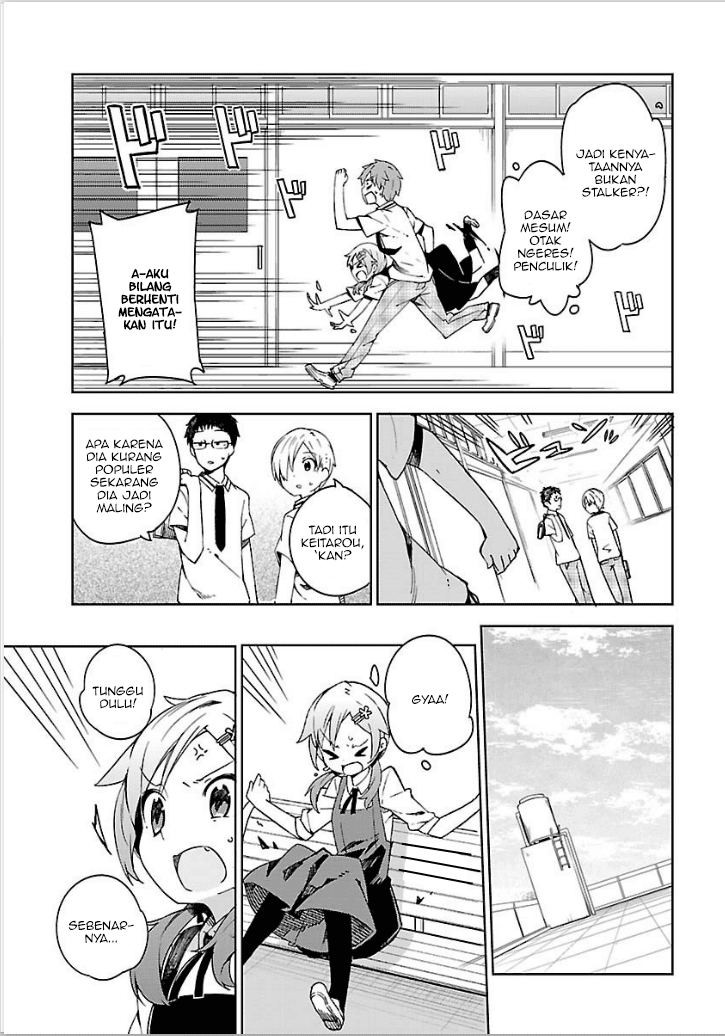 JADI KENYA-
TAANNYA
BUKAN
STALKER?!
DASAR
MESUM!
OTAK
NGERES!
PENCULIK!
A-AKU
BILANG
BERHENTI
MENGATA-
KAN ITU!
ド
ド
ド
ド
ド
ド
ビュン
TADI ITU
KEITAROU,
'KAN?
APA KARENA
DIA KURANG
POPULER
SEKARANG
DIA JADI
MALING?
GYAA!
TUNGGU
DULU!
SEBENAR-
NYA...